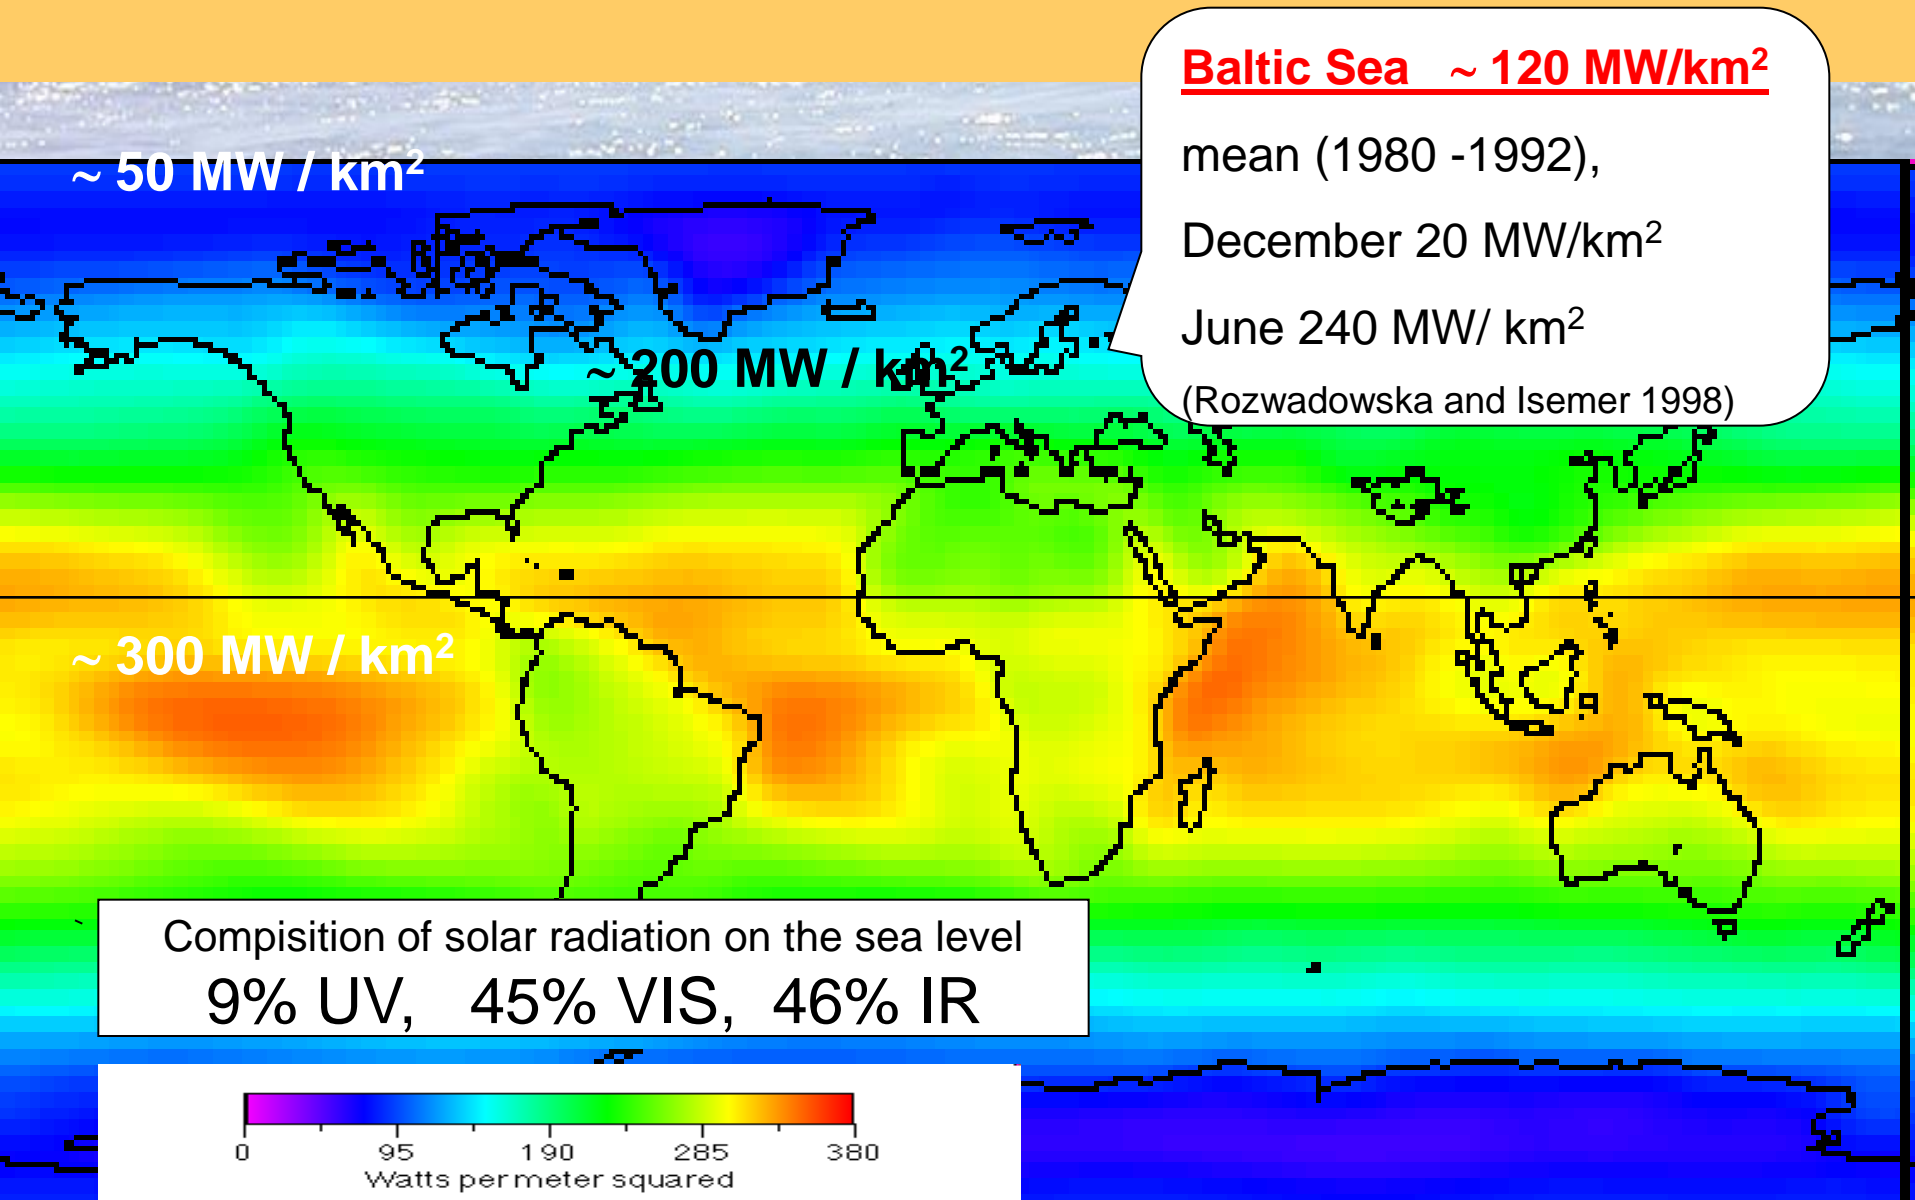 Baltic Sea ~ 120 MW/km²
mean (1980 -1992),
December 20 MW/km²
June 240 MW/ km²
(Rozwadowska and Isemer 1998)
~ 50 MW / km²
~ 200 MW / km²
~ 300 MW / km²
Compisition of solar radiation on the sea level
9% UV, 45% VIS, 46% IR
0 95 190 285 380
Watts per meter squared